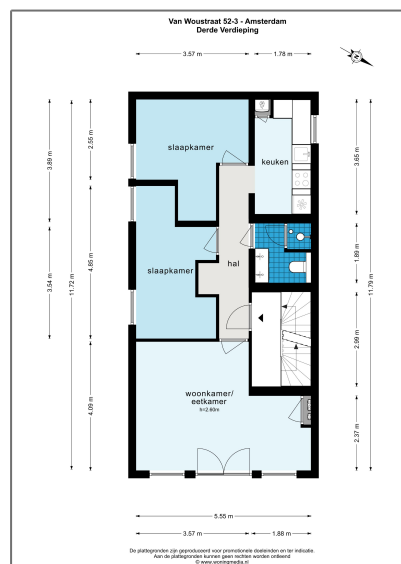 Van Woustraat 52-3 - Amsterdam
Derde Verdieping
3.57 m
1.78 m
N
3.89 m
11.72 m
2.55 m
slaapkamer
keuken
3.65 m
11.79 m
3.54 m
4.85 m
slaapkamer
hal
1.89 m
2.99 m
4.09 m
woonkamer/
eetkamer
h=2.60m
2.37 m
5.55 m
3.57 m
1.88 m
De plattegronden zijn geproduceerd voor promotionele doeleinden en ter indicatie.
Aan de plattegronden kunnen geen rechten worden ontleend
© www.woningmedia.nl